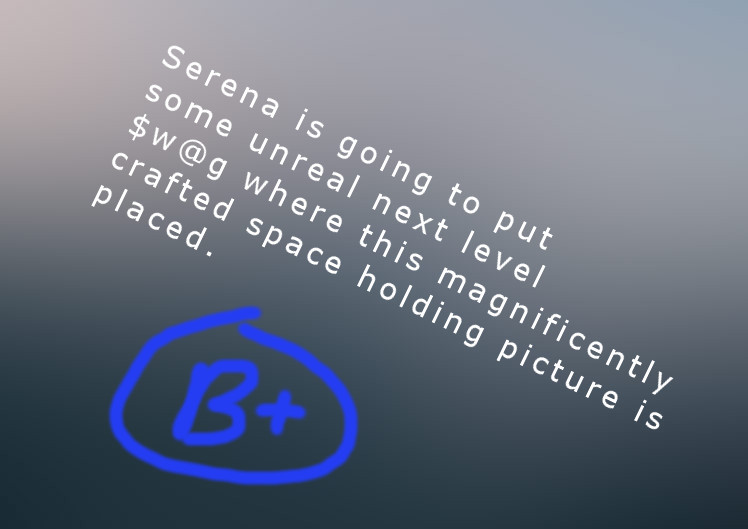 Serena is going to put
some unreal next level
$w@g where this magnificently
crafted space holding picture is
placed.
B+